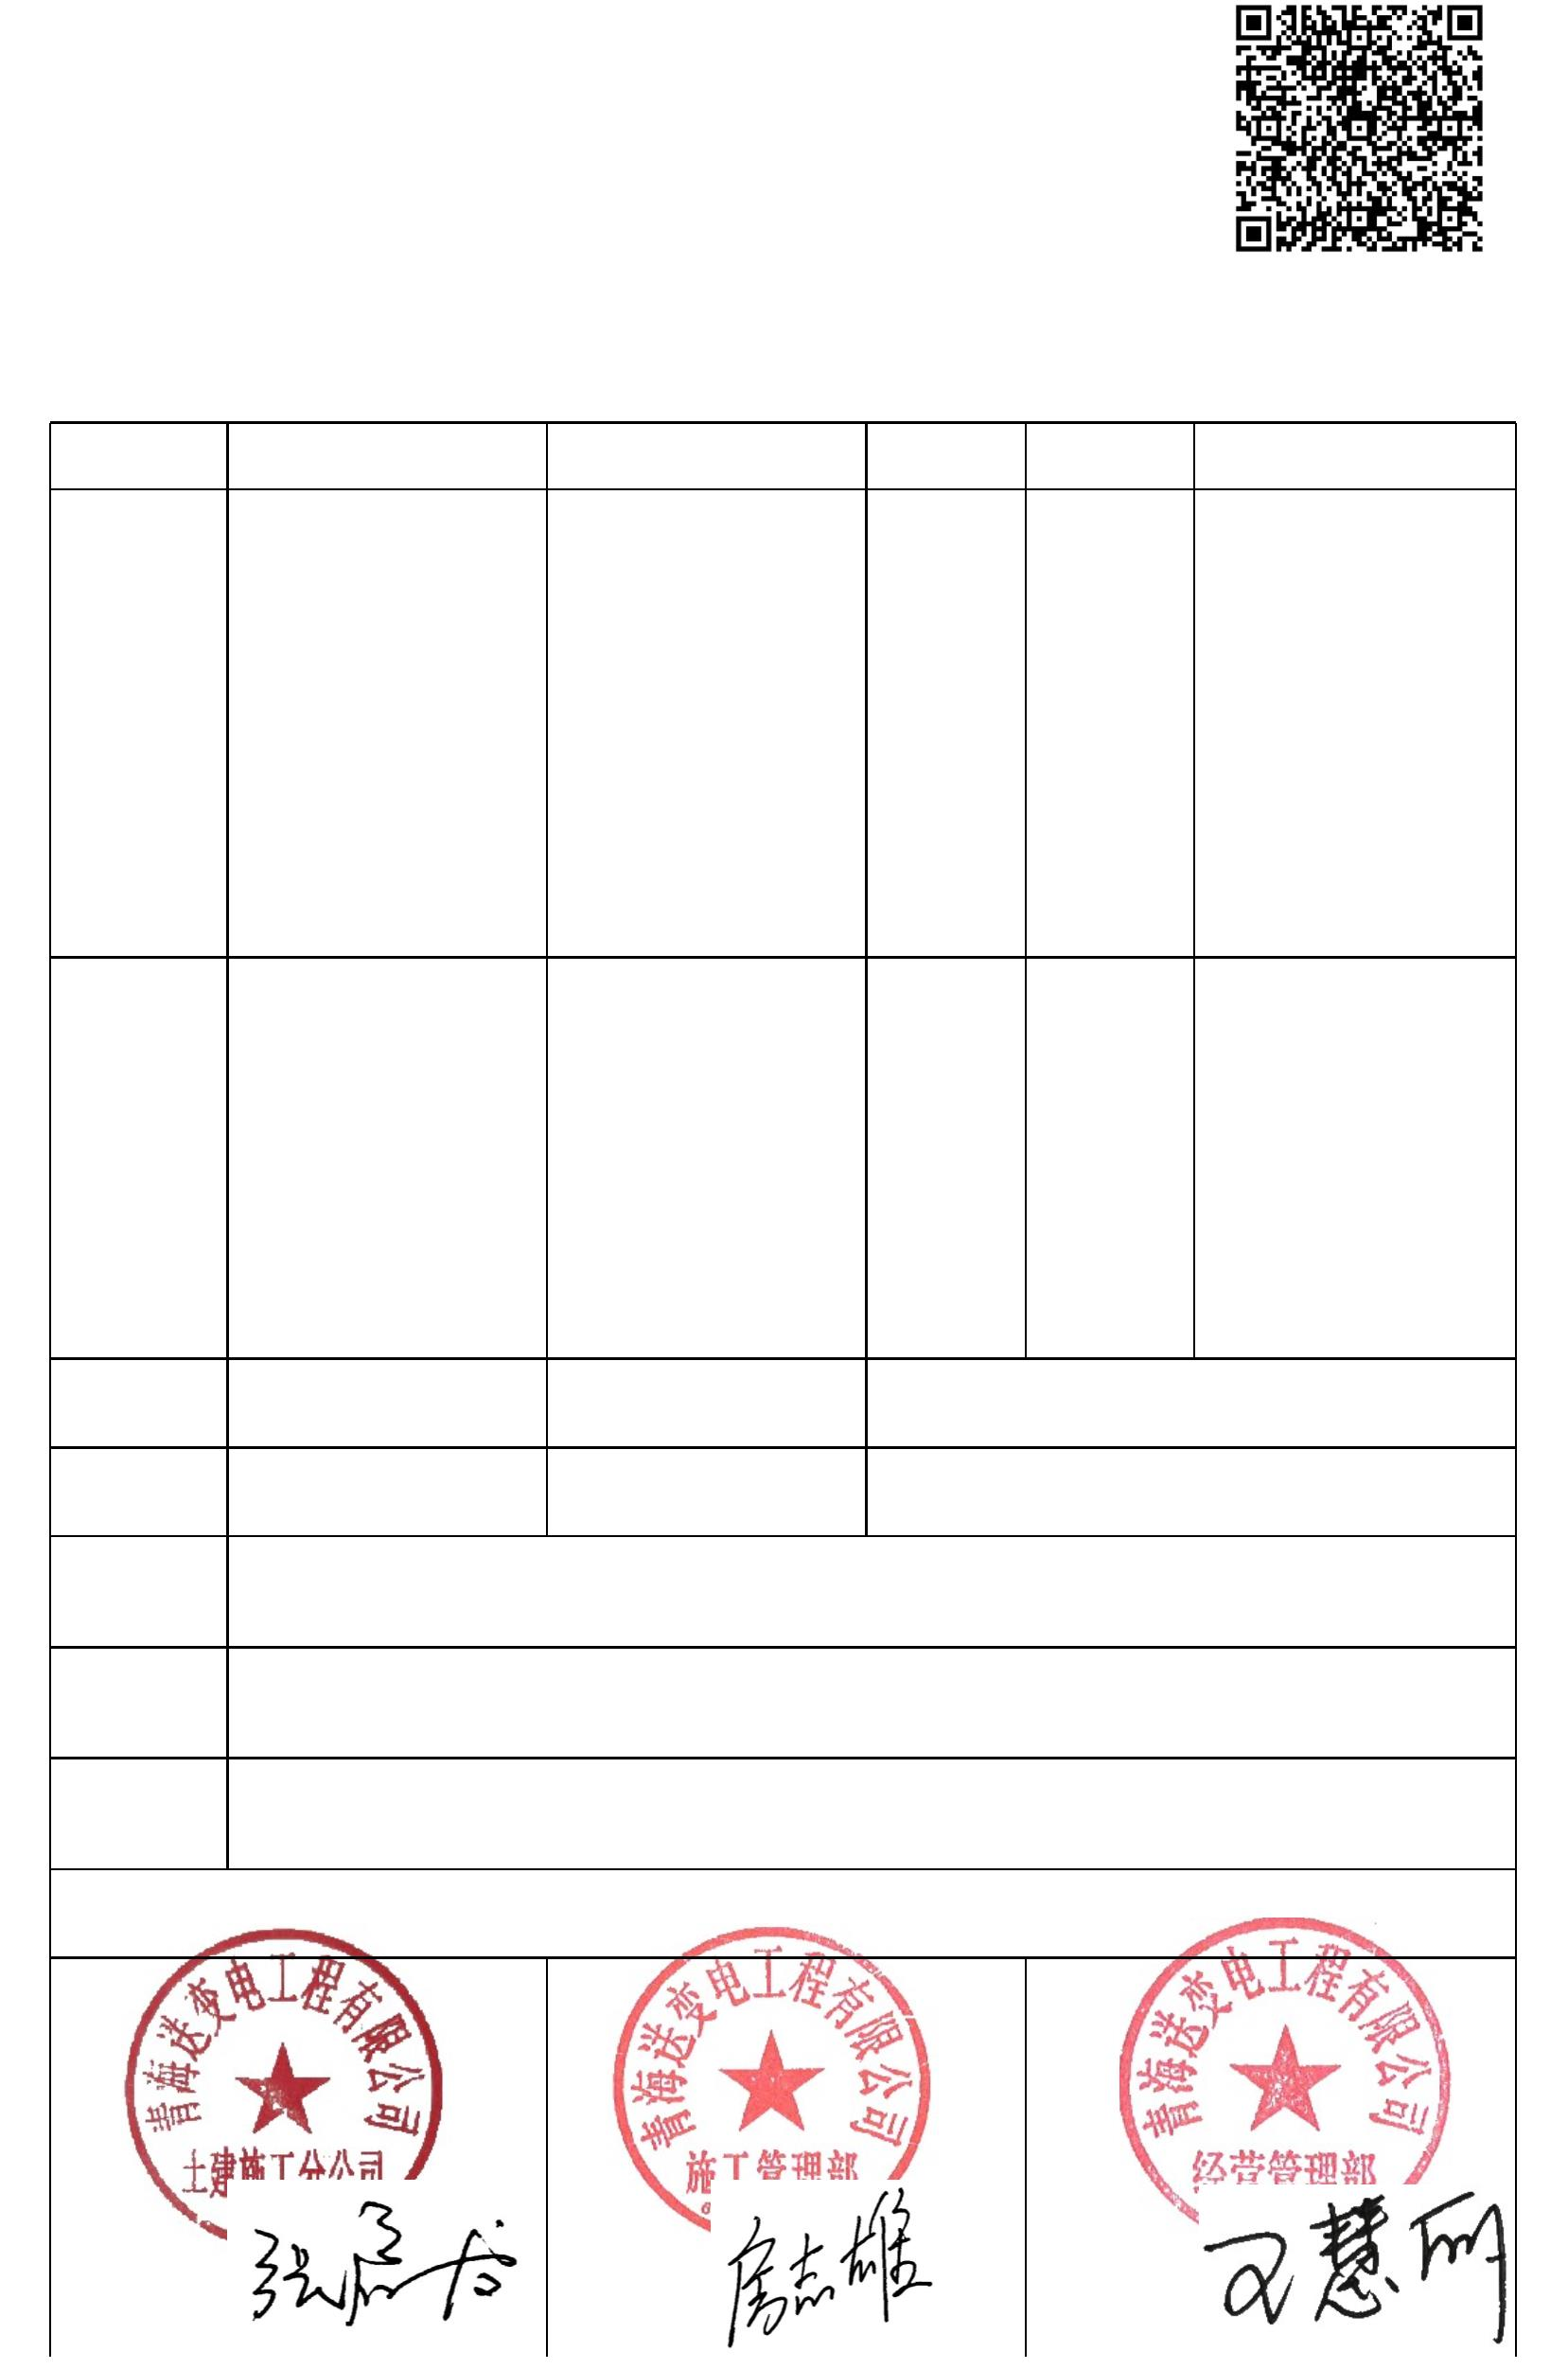 青海送变电工程有限公司
土建施工分公司
青海送变电工程有限公司
施工管理部
青海送变电工程有限公司
经营管理部